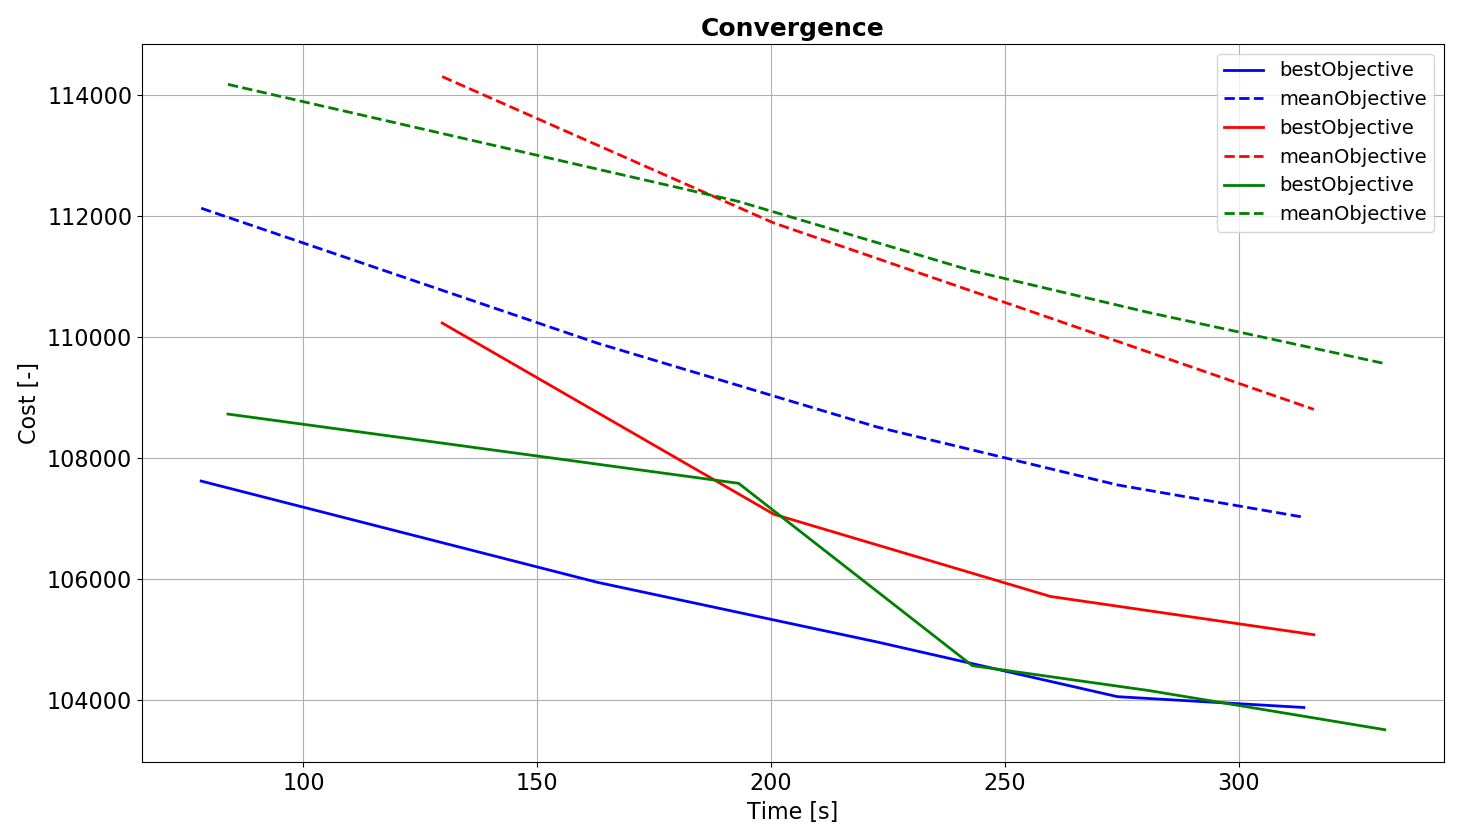 Convergence
bestObjective
meanObjective
bestObjective
meanObjective
bestObjective
meanObjective
114000
112000
110000
108000
106000
104000
Cost [-]
100 150 200 250 300
Time [s]